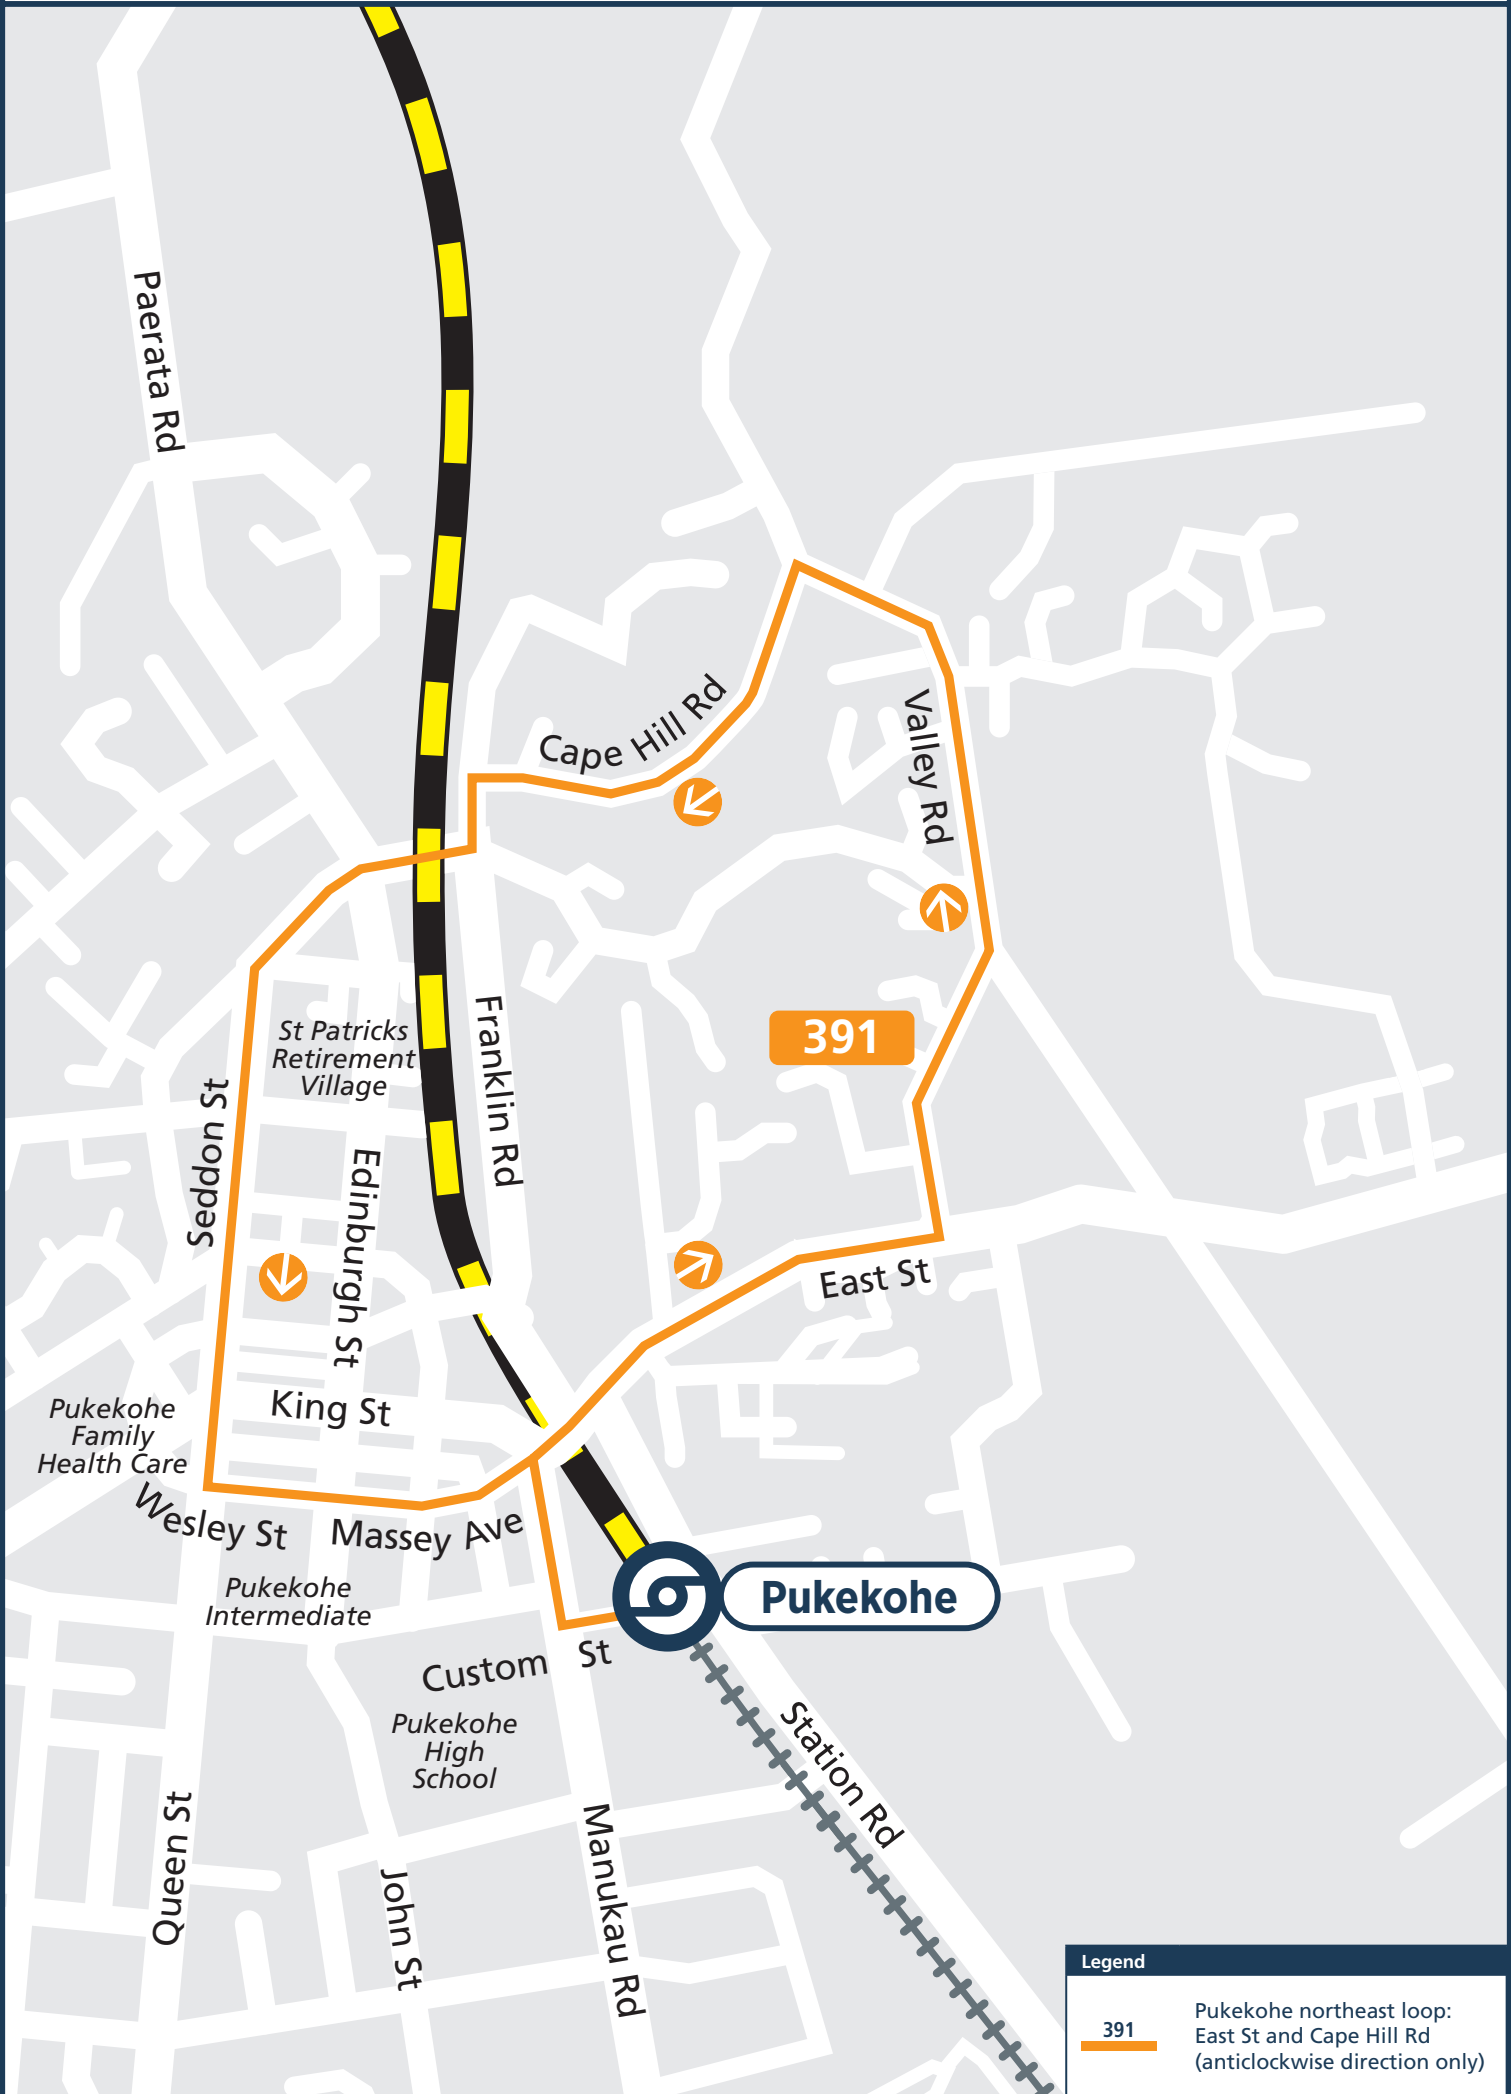 Paerata Rd
Cape Hill Rd
Valley Rd
391
St Patricks
Retirement
Village
Franklin Rd
Seddon St
Edinburgh St
East St
King St
Pukekohe
Family
Health Care
Wesley St
Massey Ave
Pukekohe
Intermediate
Pukekohe
Custom St
Pukekohe
High
School
Station Rd
Queen St
John St
Manukau Rd
Legend
391
Pukekohe northeast loop:
East St and Cape Hill Rd
(anticlockwise direction only)